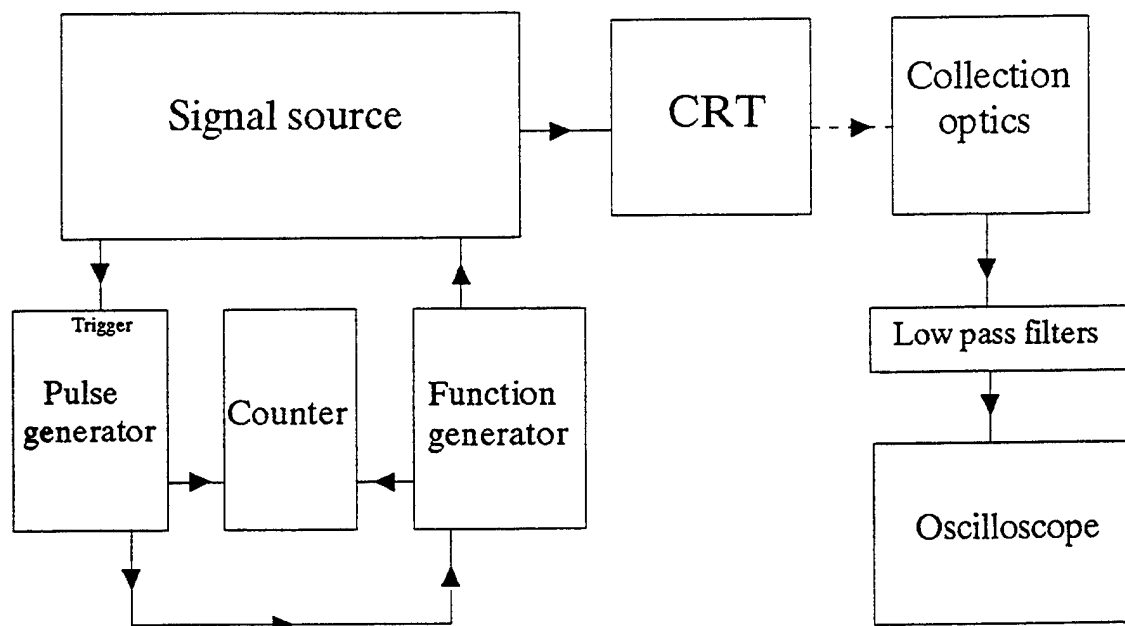 Signal source
CRT
Collection
optics
Trigger
Pulse
generator
Counter
Function
generator
Low pass filters
Oscilloscope